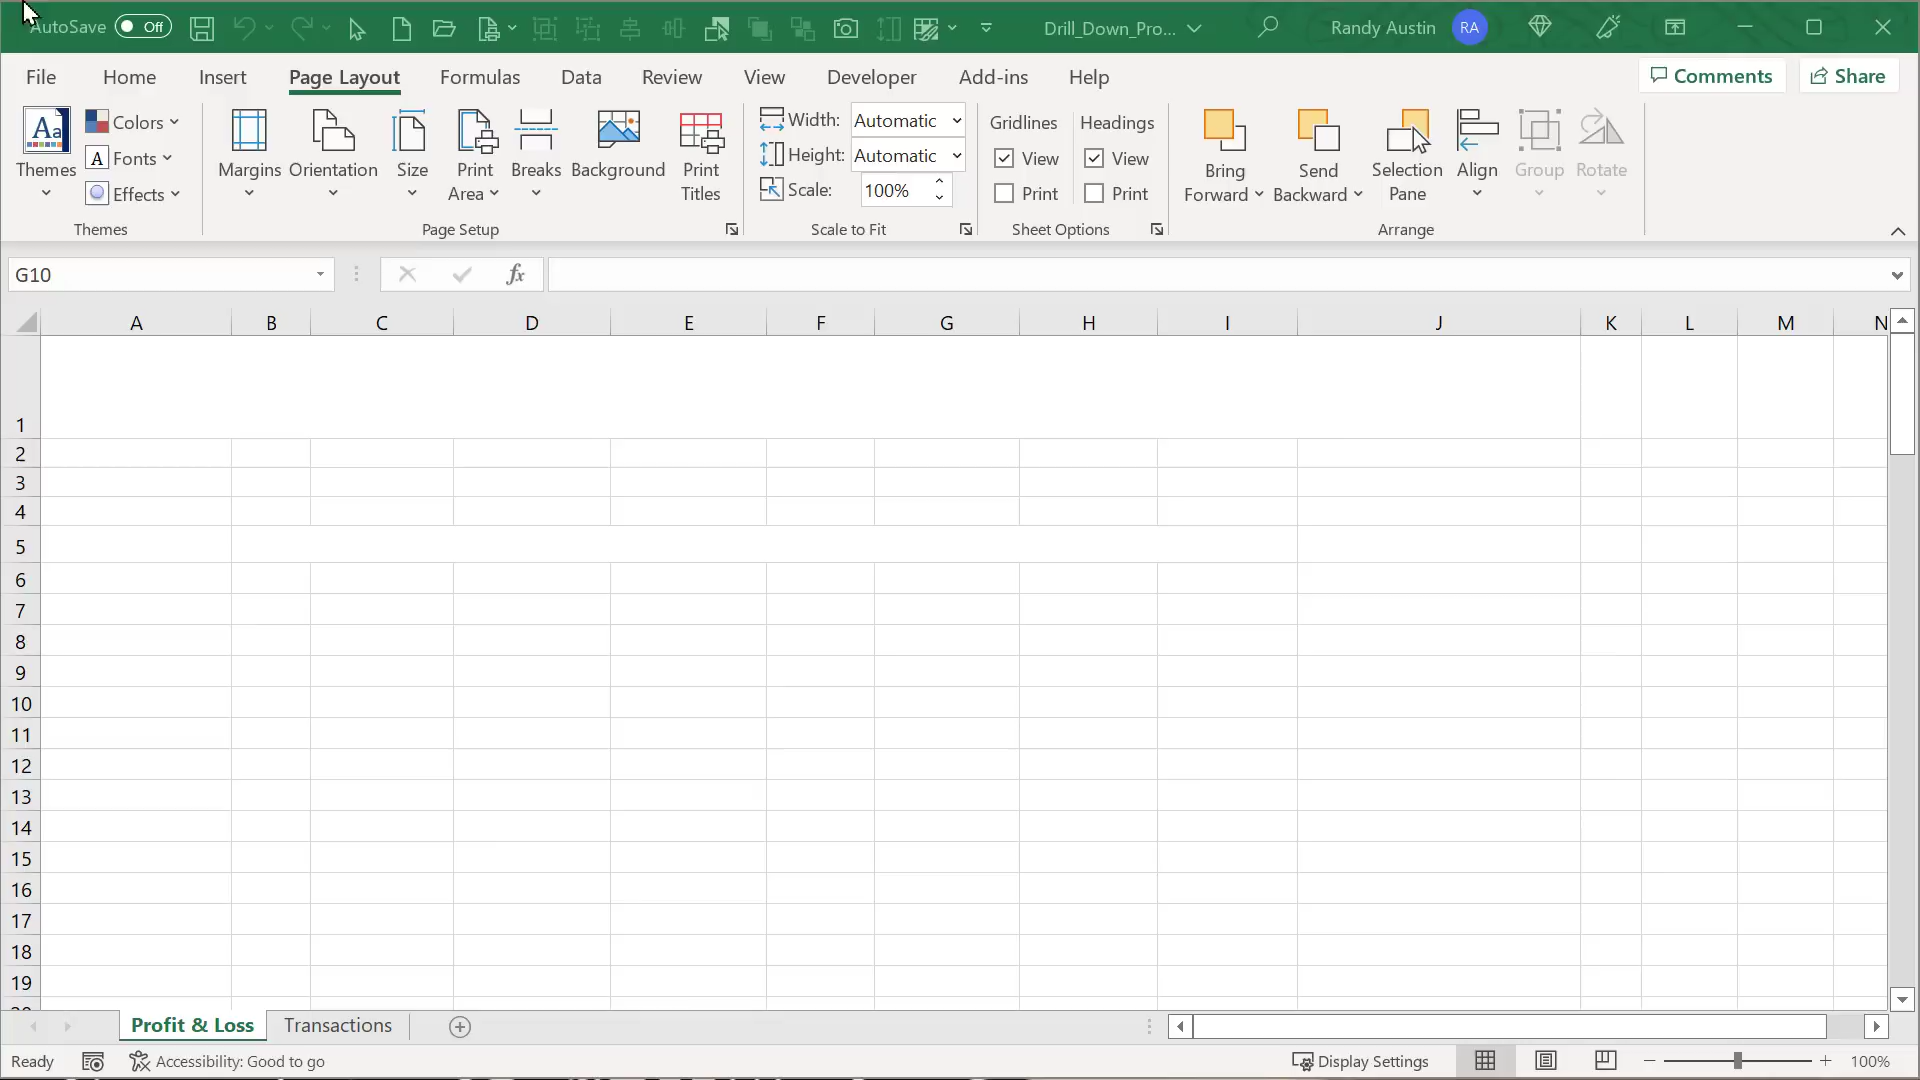 AutoSave Off Drill_Down_Pro... Randy Austin RA
File Home Insert Page Layout Formulas Data Review View Developer Add-ins Help Comments Share
Aa Themes
Colors
A Fonts
Effects
Themes
Margins Orientation Size Print Area Breaks Background Print Titles
Page Setup
Width: Automatic
Height: Automatic
Scale: 100%
Scale to Fit
Gridlines Headings
View View
Print Print
Sheet Options
Bring Forward Send Backward Selection Pane Align Group Rotate
Arrange
G10 fx
A B C D E F G H I J K L M N
1
2
3
4
5
6
7
8
9
10
11
12
13
14
15
16
17
18
19
Profit & Loss Transactions
Ready Accessibility: Good to go Display Settings 100%